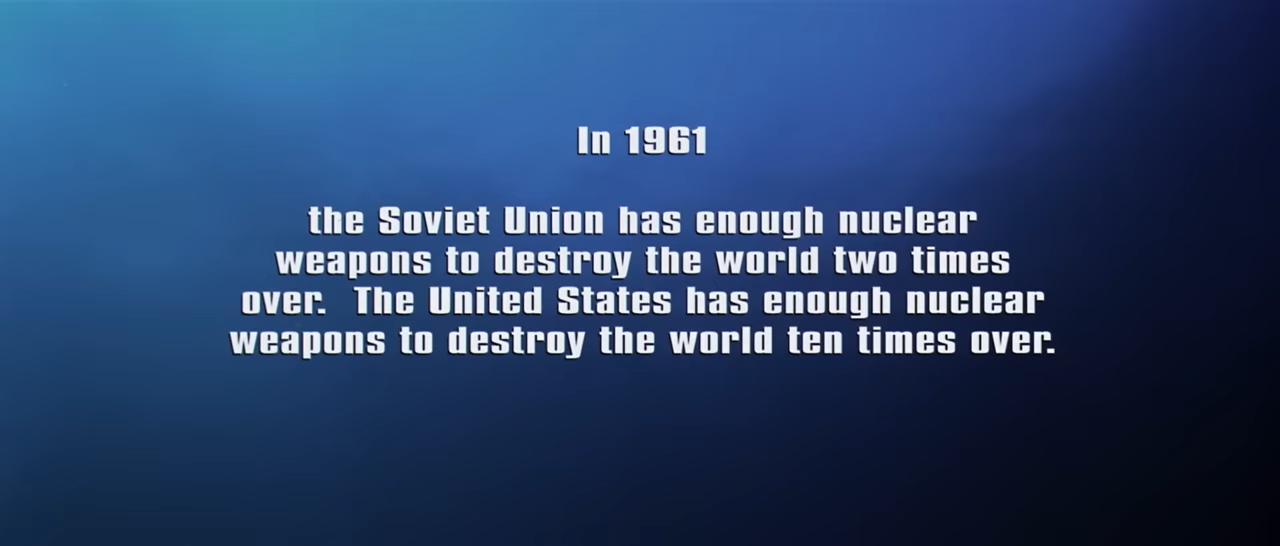 In 1961
the Soviet Union has enough nuclear
weapons to destroy the world two times
over. The United States has enough nuclear
weapons to destroy the world ten times over.